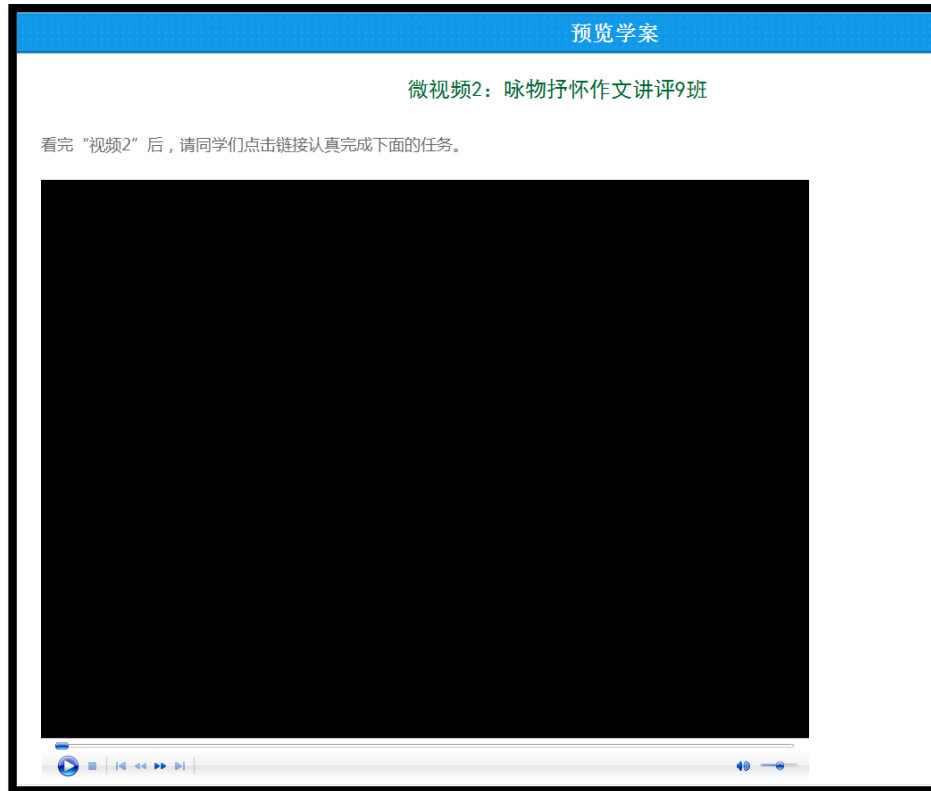 预览学案
微视频2：咏物抒怀作文讲评9班
看完“视频2”后，请同学们点击链接认真完成下面的任务。